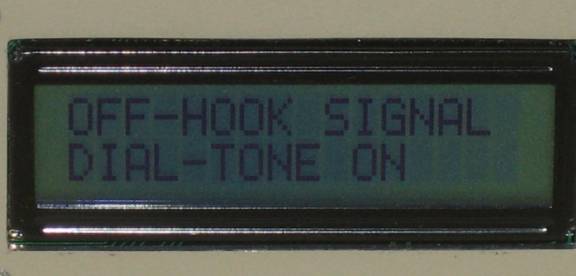 OFF-HOOK SIGNAL
DIAL-TONE ON